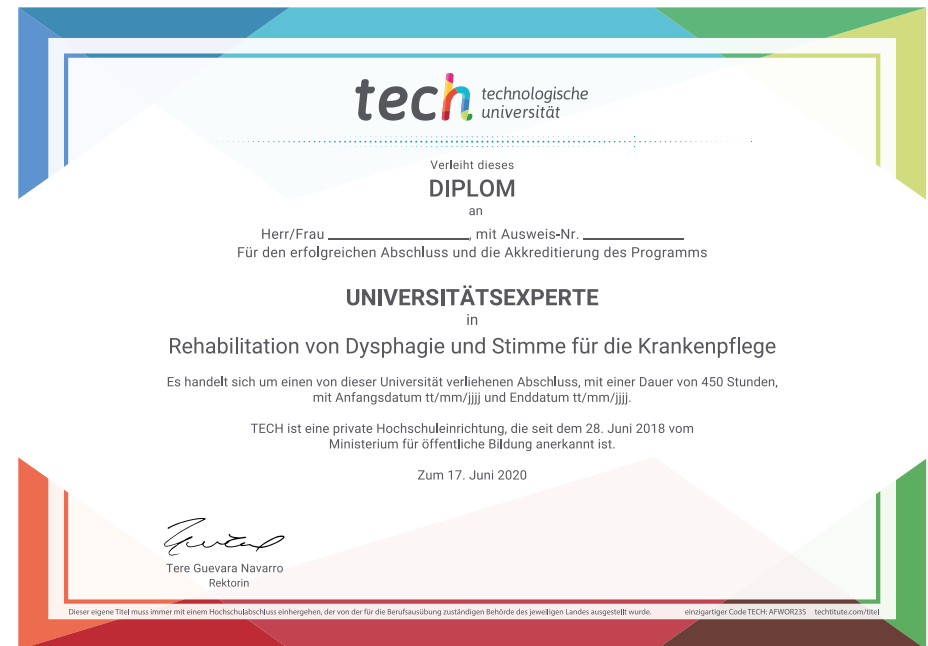 tech technologische
universität
Verleiht dieses
DIPLOM
an
Herr/Frau ____________________, mit Ausweis-Nr. ______________
Für den erfolgreichen Abschluss und die Akkreditierung des Programms
UNIVERSITÄTSEXPERTE
in
Rehabilitation von Dysphagie und Stimme für die Krankenpflege
Es handelt sich um einen von dieser Universität verliehenen Abschluss, mit einer Dauer von 450 Stunden,
mit Anfangsdatum tt/mm/jjjj und Enddatum tt/mm/jjjj.
TECH ist eine private Hochschuleinrichtung, die seit dem 28. Juni 2018 vom
Ministerium für öffentliche Bildung anerkannt ist.
Zum 17. Juni 2020
Tere Guevara Navarro
Rektorin
Dieser eigene Titel muss immer mit einem Hochschulabschluss einhergehen, der von der für die Berufsausübung zuständigen Behörde des jeweiligen Landes ausgestellt wurde. einzigartiger Code TECH: AFWOR235 techtitute.com/titel